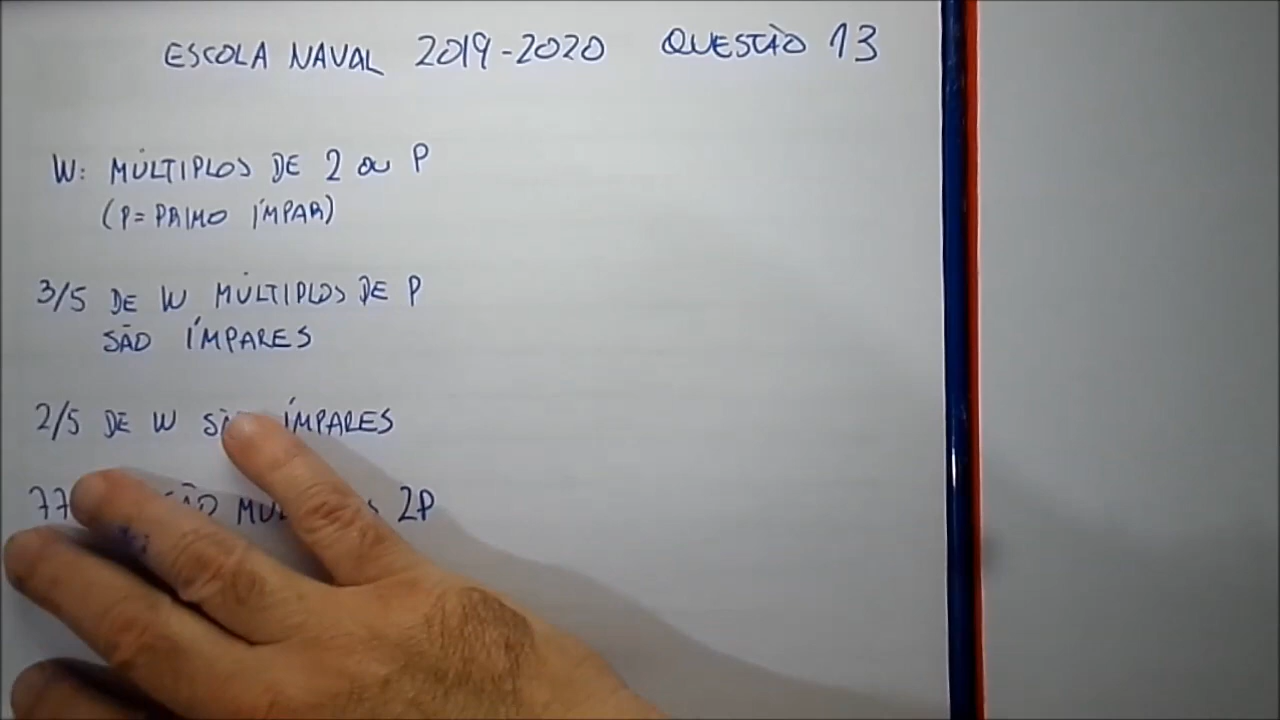 ESCOLA NAVAL 2019-2020 QUESTÃO 13
W: MÚLTIPLOS DE 2 OU P
(P= PRIMO ÍMPAR)
3/5 DE W MÚLTIPLOS DE P
SÃO ÍMPARES
2/5 DE W ÍMPARES
2P